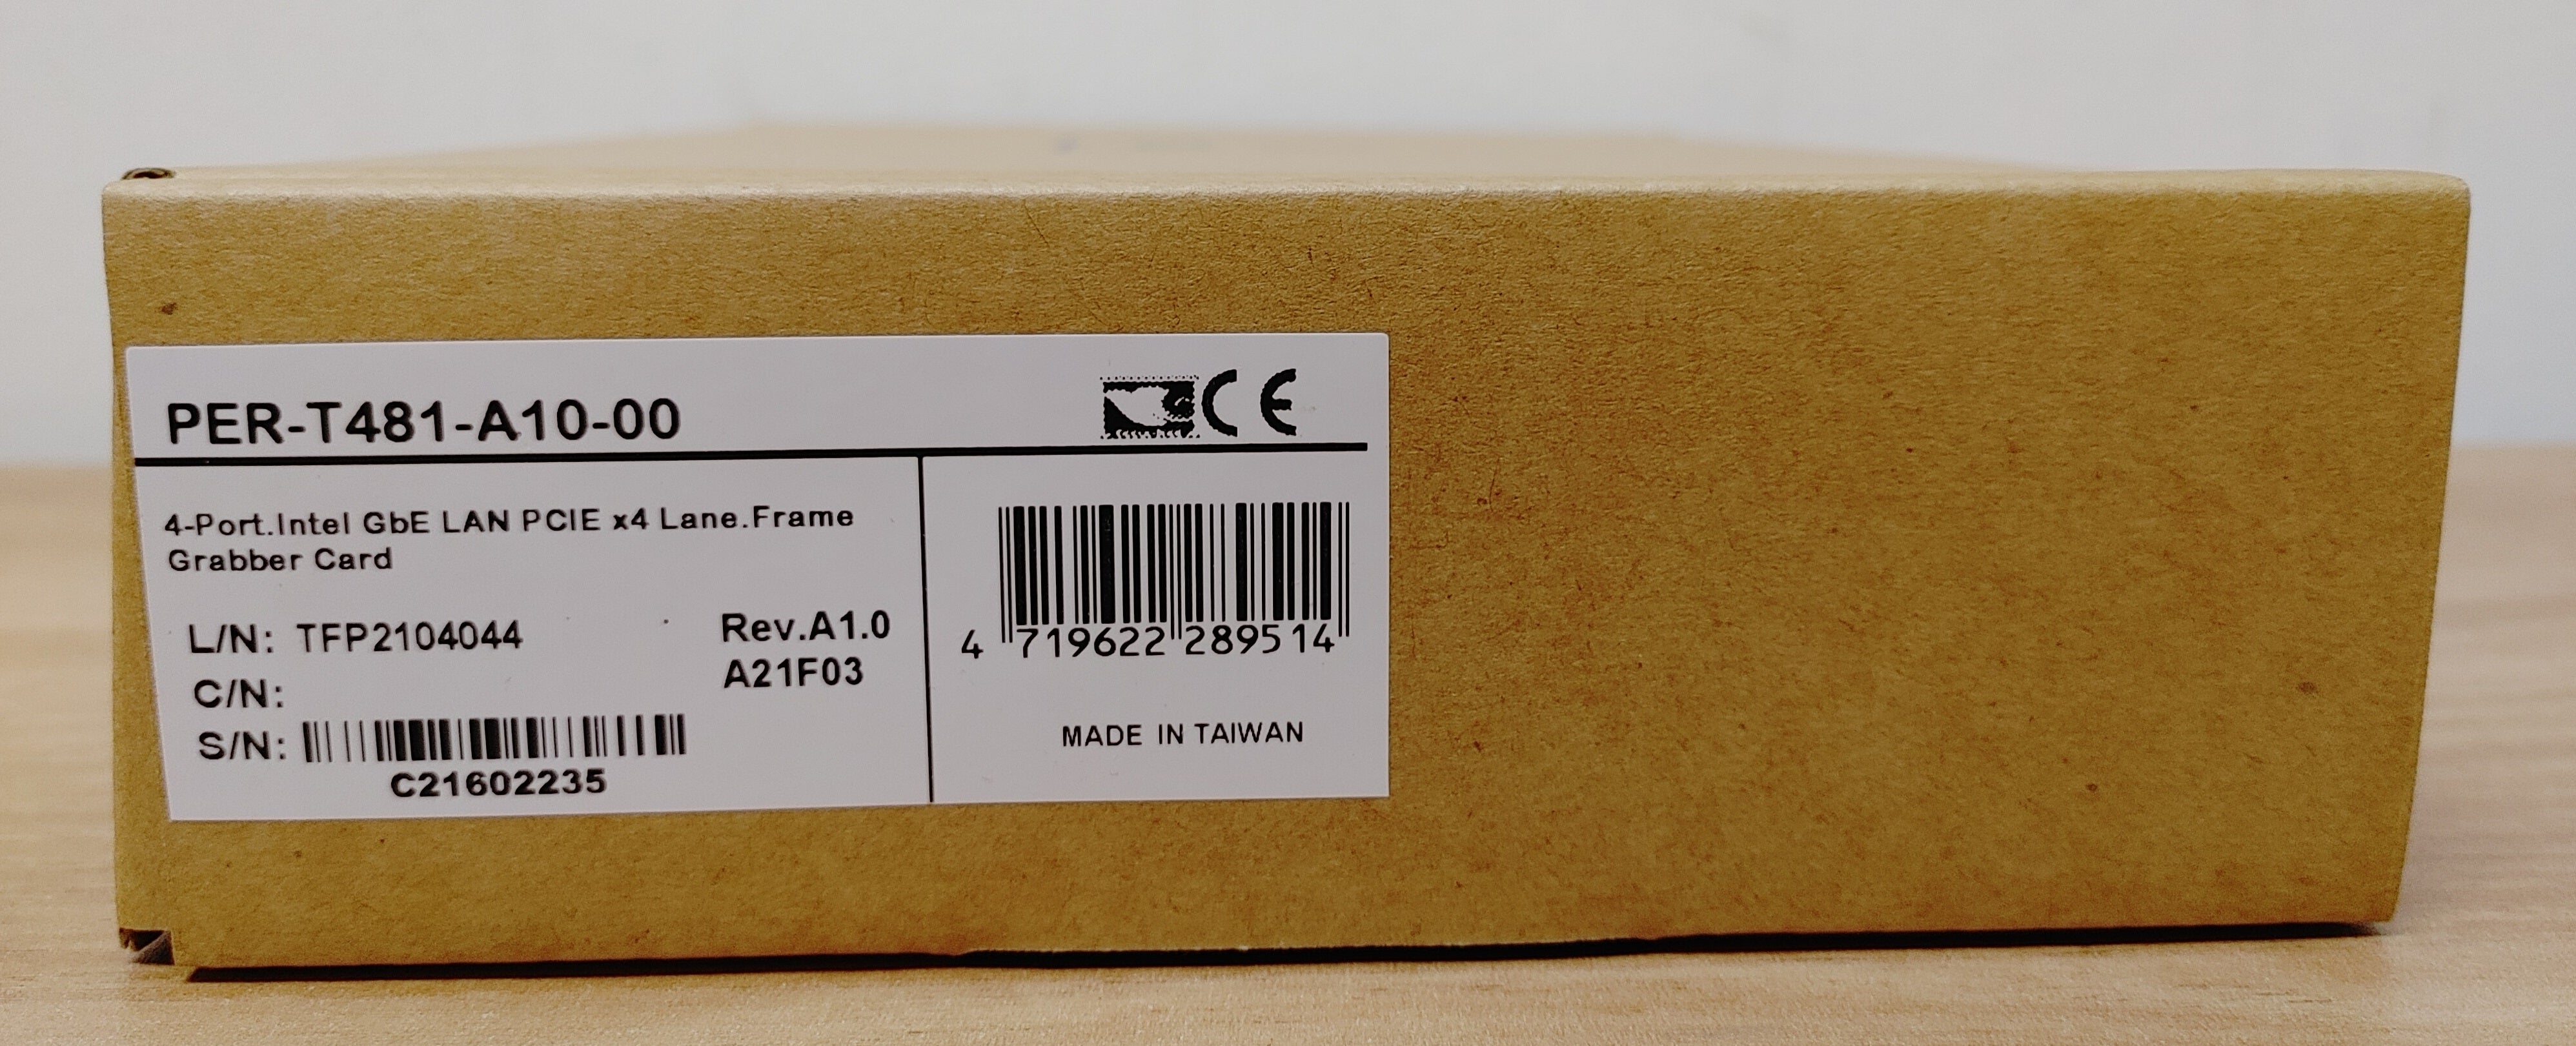 PER-T481-A10-00
CE
4-Port.Intel GbE LAN PCIE x4 Lane.Frame
Grabber Card
L/N: TFP2104044
Rev.A1.0
C/N:
A21F03
S/N:
C21602235
4 719622 289514
MADE IN TAIWAN